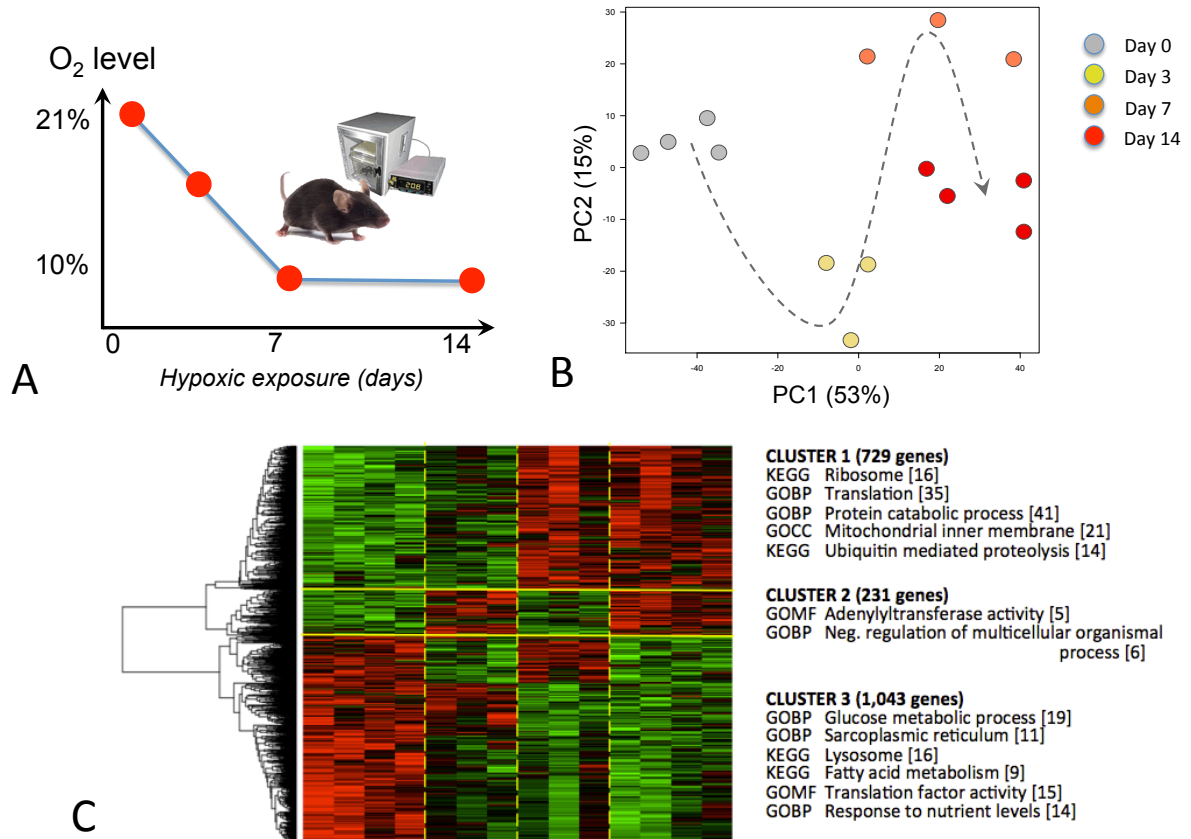 O₂ level
21%
10%
0
7
14
Hypoxic exposure (days)
A
208
PC2 (15%)
30
20
10
0
-10
-20
-30
-40
-20
0
20
40
PC1 (53%)
B
Day 0
Day 3
Day 7
Day 14
C
CLUSTER 1 (729 genes)
KEGG Ribosome [16]
GOBP Translation [35]
GOBP Protein catabolic process [41]
GOCC Mitochondrial inner membrane [21]
KEGG Ubiquitin mediated proteolysis [14]
CLUSTER 2 (231 genes)
GOMF Adenylyltransferase activity [5]
GOBP Neg. regulation of multicellular organismal
process [6]
CLUSTER 3 (1,043 genes)
GOBP Glucose metabolic process [19]
GOBP Sarcoplasmic reticulum [11]
KEGG Lysosome [16]
KEGG Fatty acid metabolism [9]
GOMF Translation factor activity [15]
GOBP Response to nutrient levels [14]